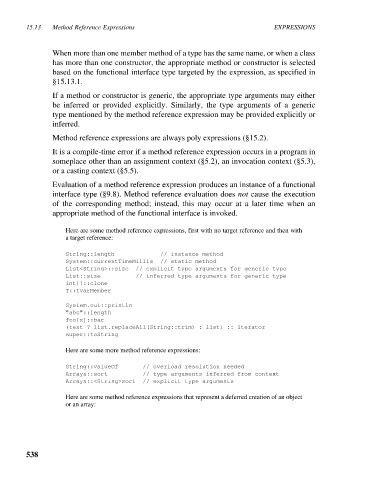 15.13 Method Reference Expressions EXPRESSIONS
When more than one member method of a type has the same name, or when a class
has more than one constructor, the appropriate method or constructor is selected
based on the functional interface type targeted by the expression, as specified in
§15.13.1.
If a method or constructor is generic, the appropriate type arguments may either
be inferred or provided explicitly. Similarly, the type arguments of a generic
type mentioned by the method reference expression may be provided explicitly or
inferred.
Method reference expressions are always poly expressions (§15.2).
It is a compile-time error if a method reference expression occurs in a program in
someplace other than an assignment context (§5.2), an invocation context (§5.3),
or a casting context (§5.5).
Evaluation of a method reference expression produces an instance of a functional
interface type (§9.8). Method reference evaluation does not cause the execution
of the corresponding method; instead, this may occur at a later time when an
appropriate method of the functional interface is invoked.
Here are some method reference expressions, first with no target reference and then with
a target reference:
String::length // instance method
System::currentTimeMillis // static method
List<String>::size // explicit type arguments for generic type
List::size // inferred type arguments for generic type
int[]::clone
T::tvarMember
System.out::println
"abc"::length
foo[x]::bar
(test ? list.replaceAll(String::trim) : list) :: iterator
super::toString
Here are some more method reference expressions:
String::valueOf // overload resolution needed
Arrays::sort // type arguments inferred from context
Arrays::<String>sort // explicit type arguments
Here are some method reference expressions that represent a deferred creation of an object
or an array:
538